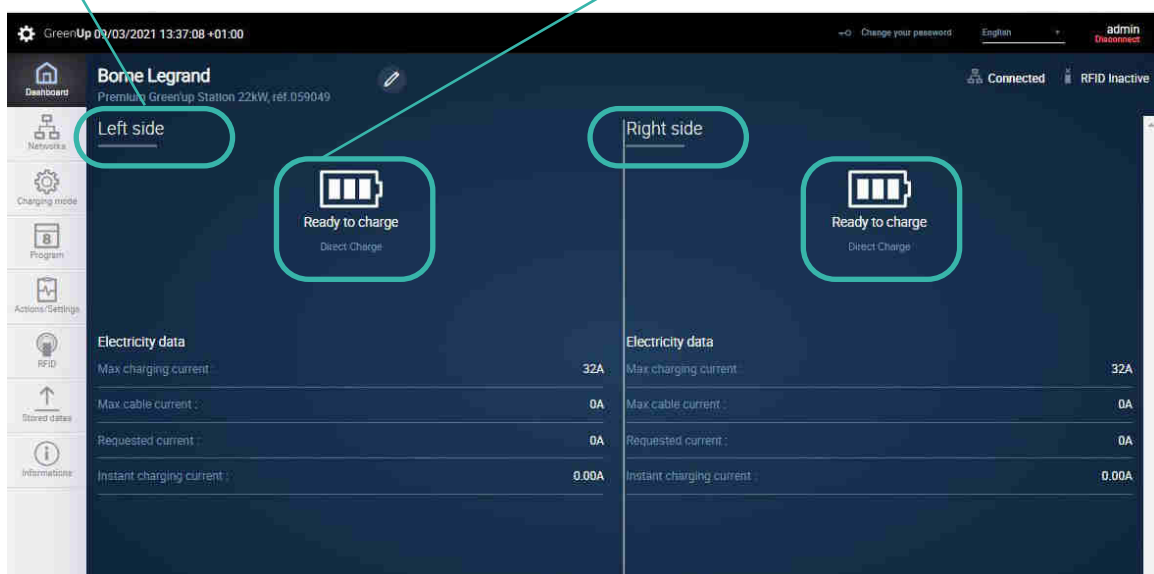 GreenUp 09/03/2021 13:37:08 +01:00
Change your password
English
admin
Disconnect
Dashboard
Borne Legrand
Premium Green'up Station 22kW, réf.059049
Connected
RFID Inactive
Networks
Charging mode
Program
8
Actions/Settings
RFID
Stored dates
Informations
Left side
Ready to charge
Direct Charge
Electricity data
Max charging current : 32A
Max cable current : 0A
Requested current : 0A
Instant charging current : 0.00A
Right side
Ready to charge
Direct Charge
Electricity data
Max charging current : 32A
Max cable current : 0A
Requested current : 0A
Instant charging current : 0.00A